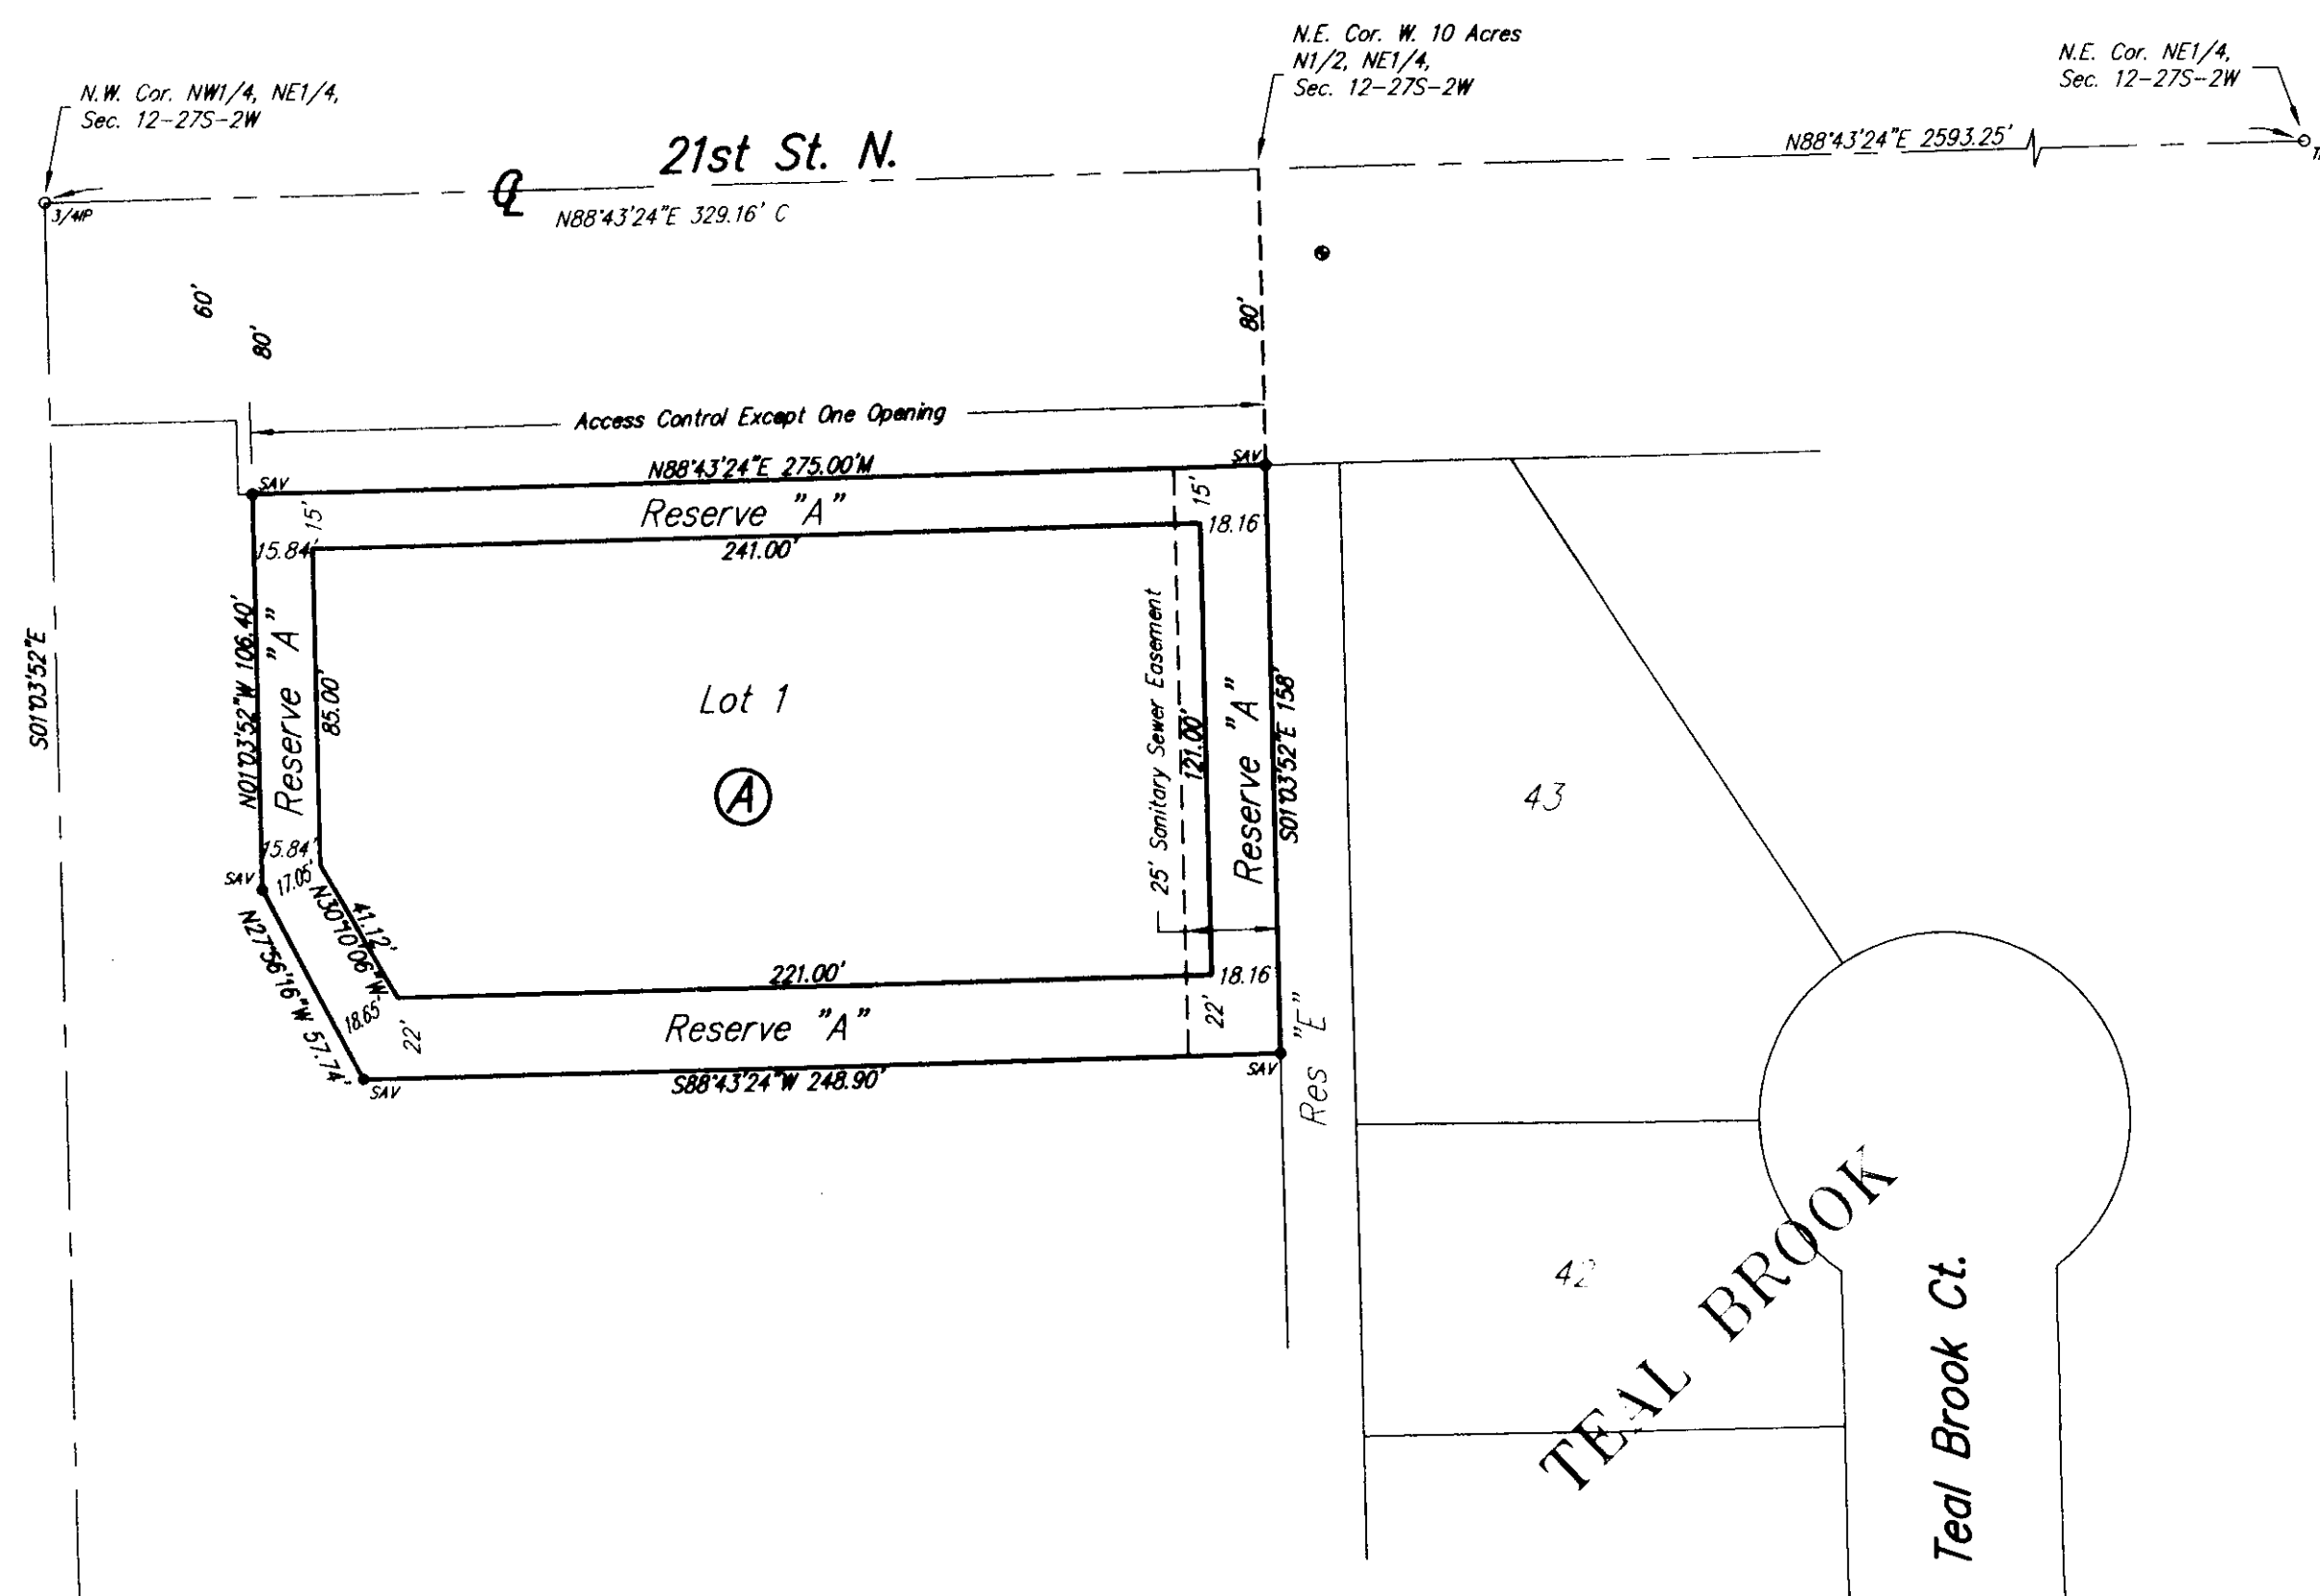 N.E. Cor. W. 10 Acres
N1/2, NE1/4,
Sec. 12-27S-2W
N.E. Cor. NE1/4,
Sec. 12-27S-2W
N.W. Cor. NW1/4, NE1/4,
Sec. 12-27S-2W
21st St. N.
N88°43'24"E 2593.25'
3/4IP
N88°43'24"E 329.16' C
60'
80'
80'
Access Control Except One Opening
N88°43'24"E 275.00'M
SAV
SAV
Reserve "A"
15'
15'
15.84'
241.00'
18.16
S01°03'52"E
N01°03'52"W 106.40'
Reserve "A"
85.00'
Lot 1
A
25' Sanitary Sewer Easement
121.00'
Reserve "A"
S01°03'52"E 158'
43
15.84'
SAV
17.05'
N30°10'06"W
41.12'
N27°56'16"W 57.74'
18.65'
22'
221.00'
18.16
22'
Reserve "A"
S88°43'24"W 248.90'
SAV
SAV
Res "E"
42
TEAL BROOK
Teal Brook Ct.